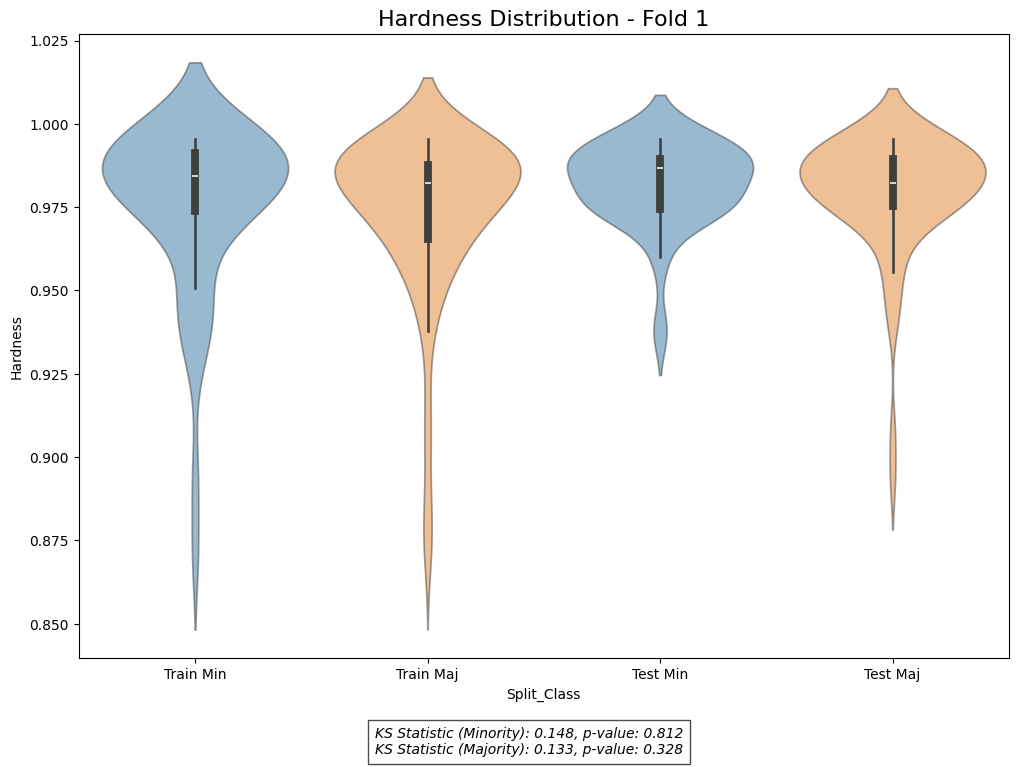 Hardness Distribution - Fold 1
1.025
1.000
0.975
0.950
0.925
0.900
0.875
0.850
Hardness
Train Min
Train Maj
Test Min
Test Maj
Split_Class
KS Statistic (Minority): 0.148, p-value: 0.812
KS Statistic (Majority): 0.133, p-value: 0.328